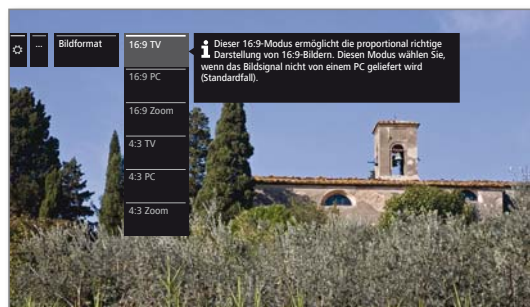 ...
Bildformat
16:9 TV
Dieser 16:9-Modus ermöglicht die proportional richtige
Darstellung von 16:9-Bildern. Diesen Modus wählen Sie,
wenn das Bildsignal nicht von einem PC geliefert wird
(Standardfall).
16:9 PC
16:9 Zoom
4:3 TV
4:3 PC
4:3 Zoom